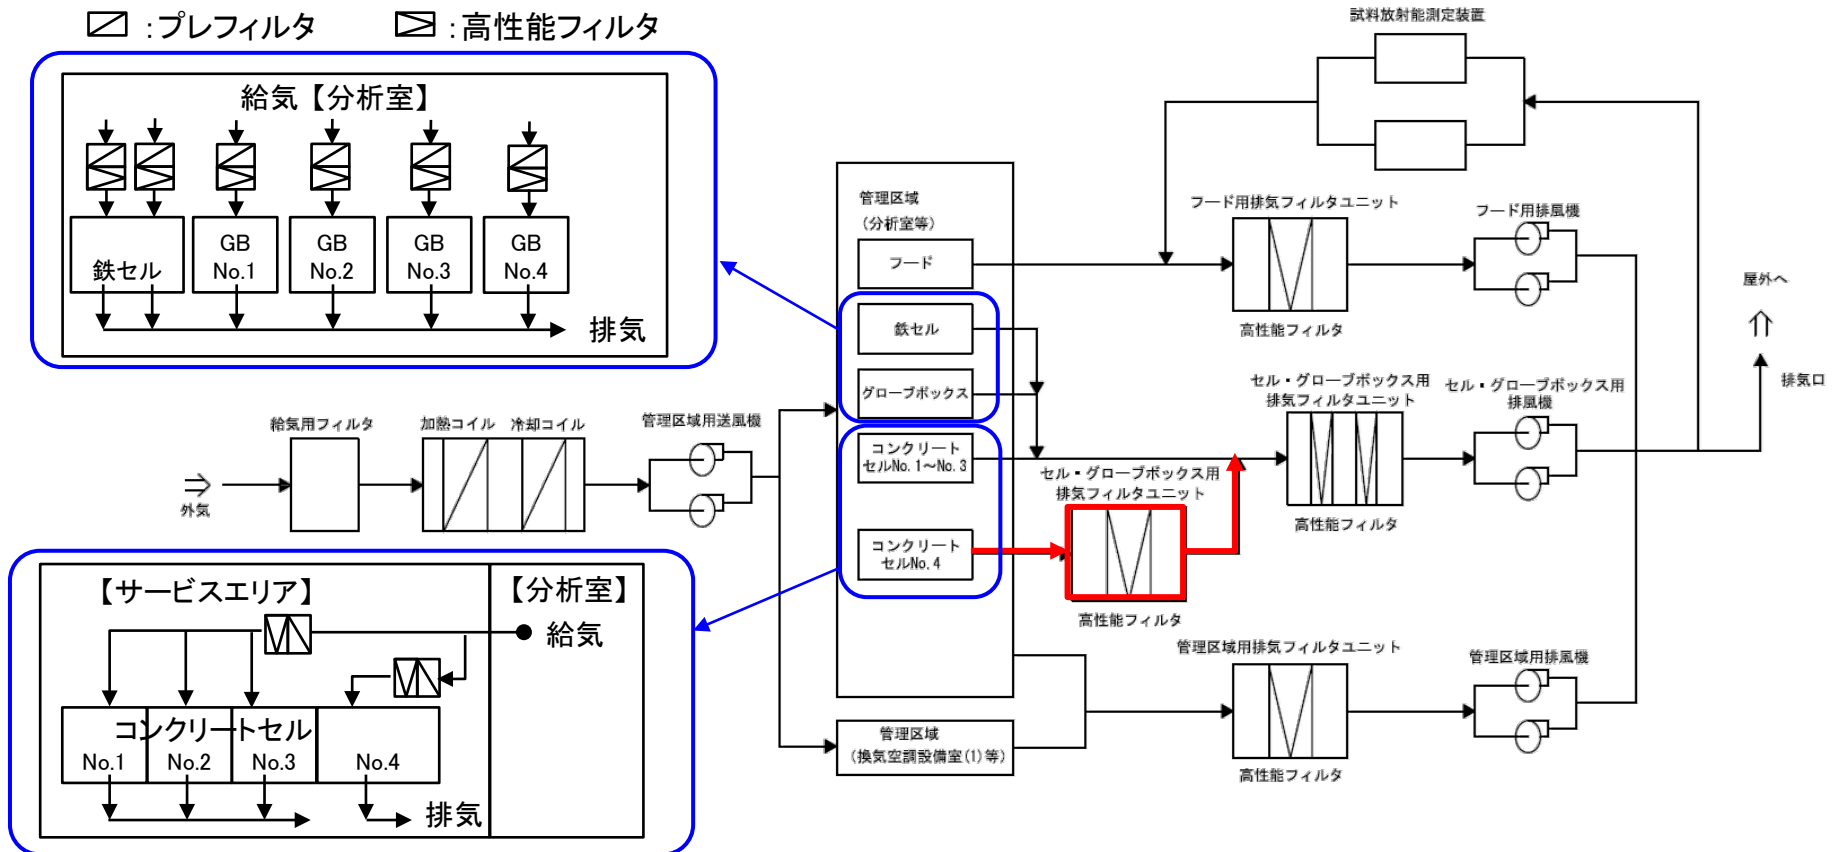 ：プレフィルタ
：高性能フィルタ
給気【分析室】
鉄セル
GB
No.1
GB
No.2
GB
No.3
GB
No.4
排気
試料放射能測定装置
管理区域
（分析室等）
フード
鉄セル
グローブボックス
コンクリート
セルNo.1～No.3
コンクリート
セルNo.4
フード用排気フィルタユニット
高性能フィルタ
フード用排風機
屋外へ
排気口
セル・グローブボックス用
排気フィルタユニット
高性能フィルタ
セル・グローブボックス用
排風機
セル・グローブボックス用
排気フィルタユニット
高性能フィルタ
外気
給気用フィルタ
加熱コイル
冷却コイル
管理区域用送風機
管理区域用排気フィルタユニット
高性能フィルタ
管理区域用排風機
管理区域
（換気空調設備室(1)等）
【サービスエリア】
【分析室】
給気
コンクリートセル
No.1
No.2
No.3
No.4
排気